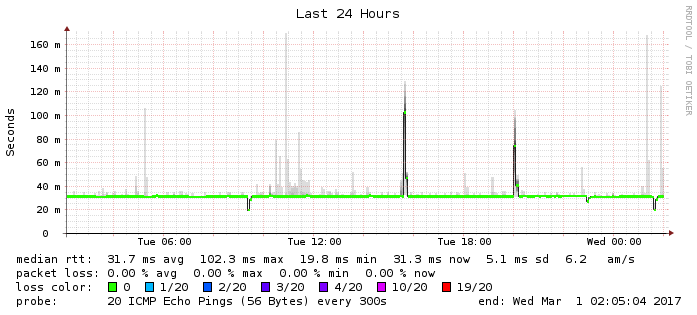 Last 24 Hours
RRDTOOL / TOBI OETIKER
Seconds
160 m
140 m
120 m
100 m
80 m
60 m
40 m
20 m
0
Tue 06:00 Tue 12:00 Tue 18:00 Wed 00:00
median rtt: 31.7 ms avg 102.3 ms max 19.8 ms min 31.3 ms now 5.1 ms sd 6.2 am/s
packet loss: 0.00 % avg 0.00 % max 0.00 % min 0.00 % now
loss color: 0 1/20 2/20 3/20 4/20 10/20 19/20
probe: 20 ICMP Echo Pings (56 Bytes) every 300s end: Wed Mar 1 02:05:04 2017